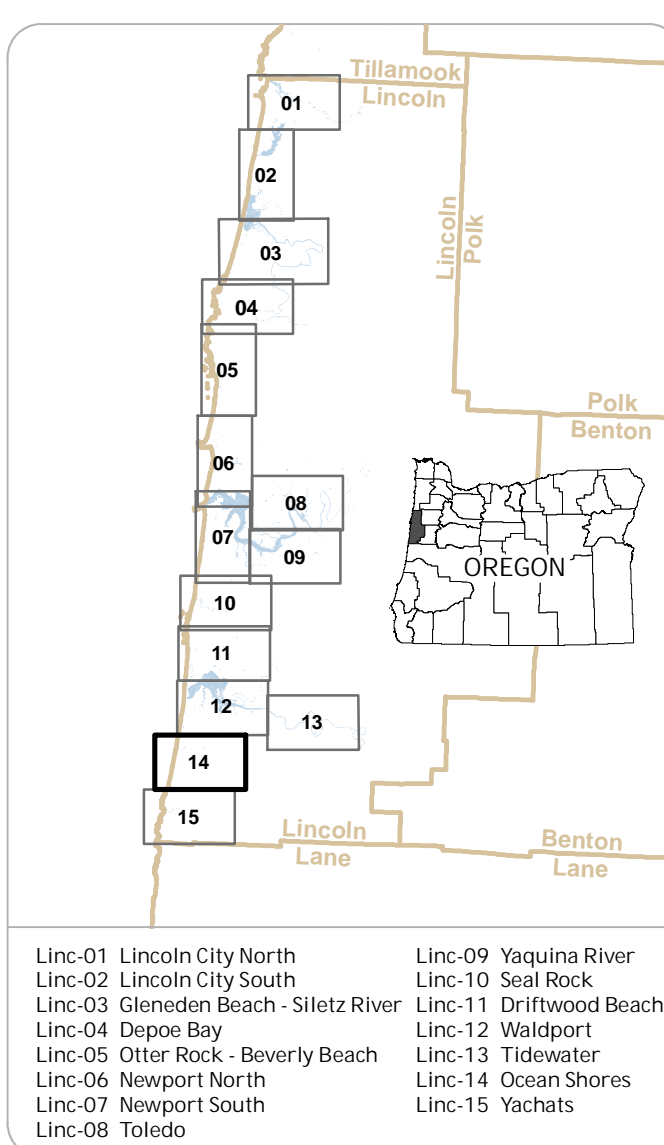 Tillamook
Lincoln
01
02
Lincoln
Polk
03
04
05
Polk
Benton
06
08
07
09
OREGON
10
11
12
13
14
15
Lincoln
Lane
Benton
Lane
Linc-01 Lincoln City North
Linc-02 Lincoln City South
Linc-03 Gleneden Beach - Siletz River
Linc-04 Depoe Bay
Linc-05 Otter Rock - Beverly Beach
Linc-06 Newport North
Linc-07 Newport South
Linc-08 Toledo
Linc-09 Yaquina River
Linc-10 Seal Rock
Linc-11 Driftwood Beach
Linc-12 Waldport
Linc-13 Tidewater
Linc-14 Ocean Shores
Linc-15 Yachats